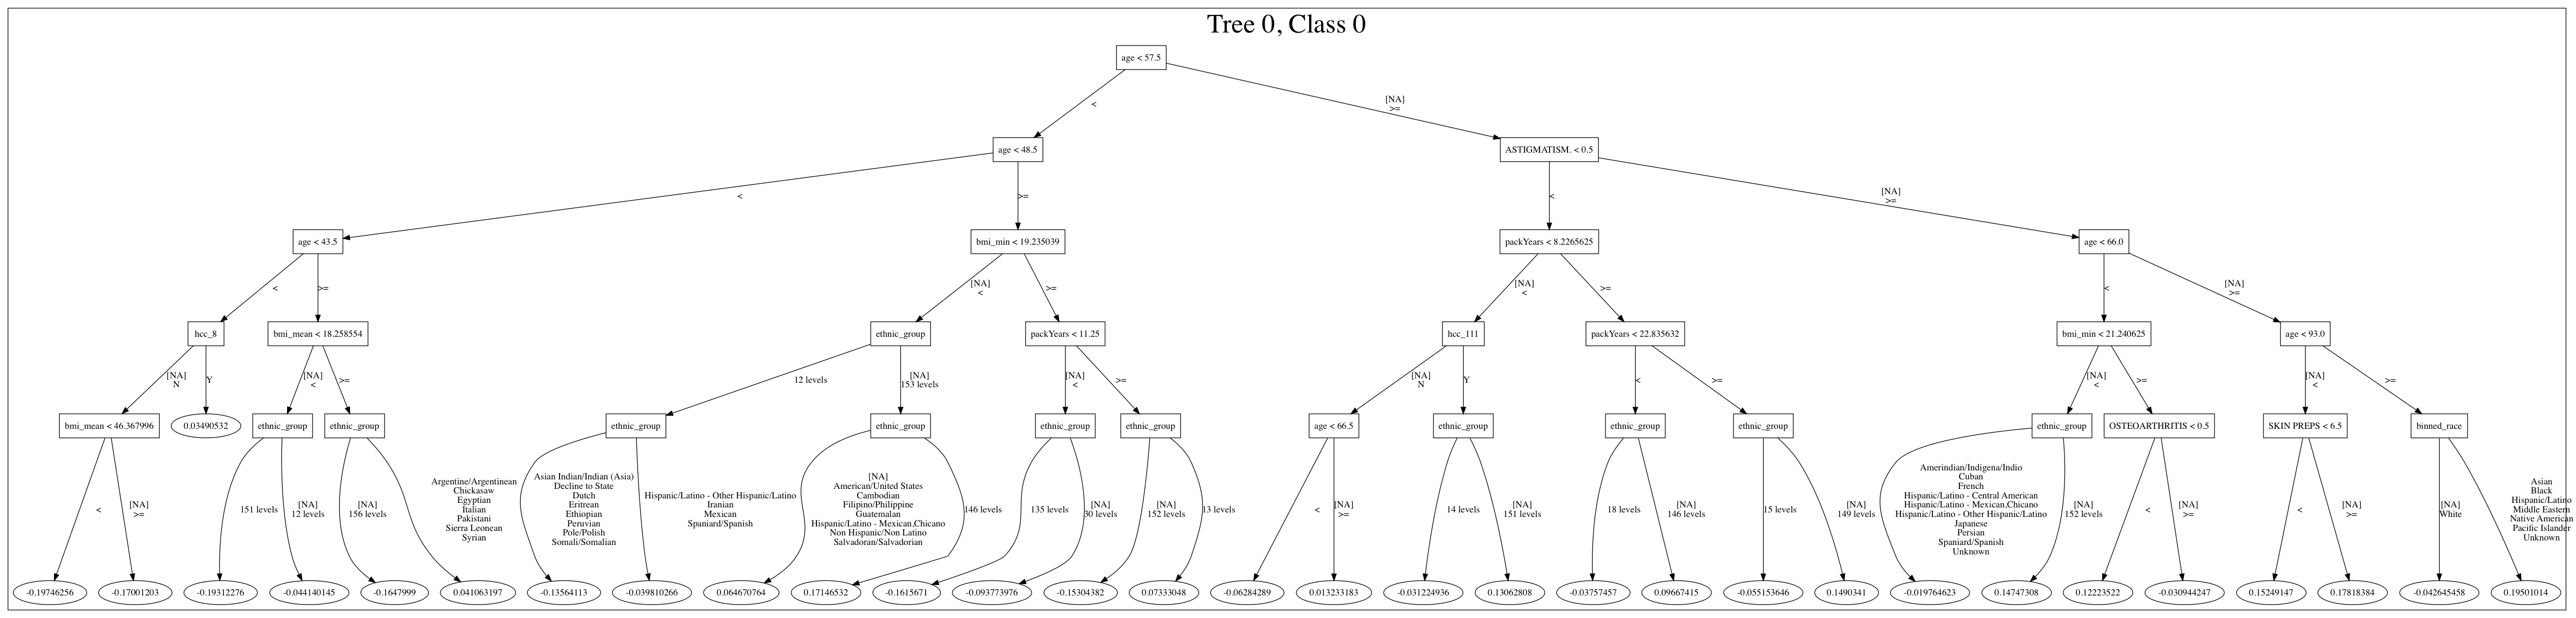 Tree 0, Class 0
age < 57.5
<
[NA]
>=
age < 48.5
ASTIGMATISM. < 0.5
<
>=
<
[NA]
>=
age < 43.5
bmi_min < 19.235039
packYears < 8.2265625
age < 66.0
<
>=
[NA]
<
>=
[NA]
<
>=
<
[NA]
>=
hcc_8
bmi_mean < 18.258554
ethnic_group
packYears < 11.25
hcc_111
packYears < 22.835632
bmi_min < 21.240625
age < 93.0
[NA]
N
Y
[NA]
<
>=
12 levels
[NA]
153 levels
[NA]
<
>=
[NA]
N
Y
<
>=
[NA]
<
>=
[NA]
<
>=
bmi_mean < 46.367996
0.03490532
ethnic_group
ethnic_group
ethnic_group
ethnic_group
ethnic_group
ethnic_group
age < 66.5
ethnic_group
ethnic_group
ethnic_group
ethnic_group
OSTEOARTHRITIS < 0.5
SKIN PREPS < 6.5
binned_race
<
[NA]
>=
151 levels
[NA]
12 levels
[NA]
156 levels
Argentine/Argentinean
Chickasaw
Egyptian
Italian
Pakistani
Sierra Leonean
Syrian
Asian Indian/Indian (Asia)
Decline to State
Dutch
Eritrean
Ethiopian
Peruvian
Pole/Polish
Somali/Somalian
Hispanic/Latino - Other Hispanic/Latino
Iranian
Mexican
Spaniard/Spanish
[NA]
American/United States
Cambodian
Filipino/Philippine
Guatemalan
Hispanic/Latino - Mexican,Chicano
Non Hispanic/Non Latino
Salvadoran/Salvadorian
146 levels
135 levels
[NA]
30 levels
[NA]
152 levels
13 levels
<
[NA]
>=
14 levels
[NA]
151 levels
18 levels
[NA]
146 levels
15 levels
[NA]
149 levels
Amerindian/Indigena/Indio
Cuban
French
Hispanic/Latino - Central American
Hispanic/Latino - Mexican,Chicano
Hispanic/Latino - Other Hispanic/Latino
Japanese
Persian
Spaniard/Spanish
Unknown
[NA]
152 levels
<
[NA]
>=
<
[NA]
>=
[NA]
White
Asian
Black
Hispanic/Latino
Middle Eastern
Native American
Pacific Islander
Unknown
-0.19746256
-0.17001203
-0.19312276
-0.044140145
-0.1647999
0.041063197
-0.13564113
-0.039810266
0.064670764
0.17146532
-0.1615671
-0.093773976
-0.15304382
0.07333048
-0.06284289
0.013233183
-0.031224936
0.13062808
-0.03757457
0.09667415
-0.055153646
0.1490341
-0.019764623
0.14747308
0.12223522
-0.030944247
0.15249147
0.17818384
-0.042645458
0.19501014